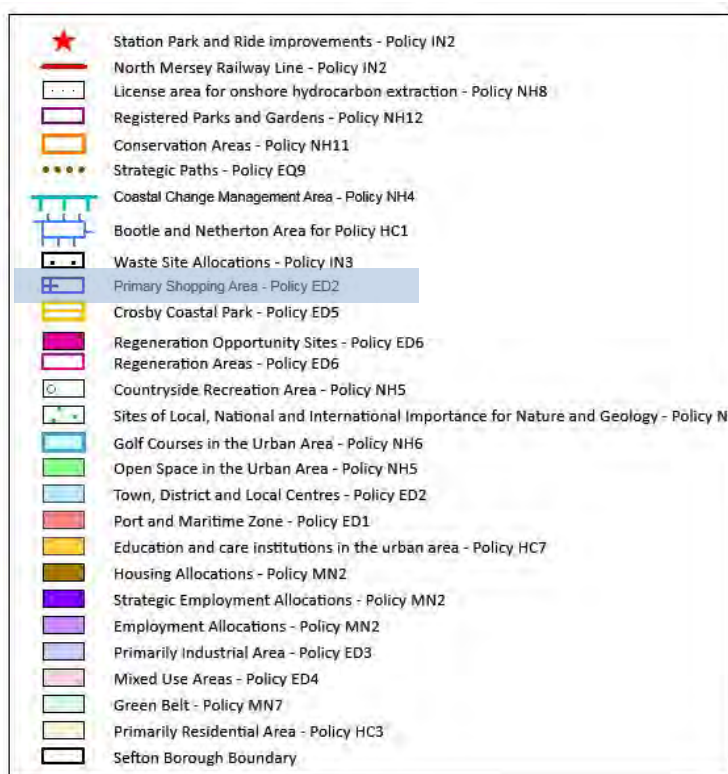 Station Park and Ride improvements - Policy IN2
North Mersey Railway Line - Policy IN2
License area for onshore hydrocarbon extraction - Policy NH8
Registered Parks and Gardens - Policy NH12
Conservation Areas - Policy NH11
Strategic Paths - Policy EQ9
Coastal Change Management Area - Policy NH4
Bootle and Netherton Area for Policy HC1
Waste Site Allocations - Policy IN3
Primary Shopping Area - Policy ED2
Crosby Coastal Park - Policy ED5
Regeneration Opportunity Sites - Policy ED6
Regeneration Areas - Policy ED6
Countryside Recreation Area - Policy NH5
Sites of Local, National and International Importance for Nature and Geology - Policy N
Golf Courses in the Urban Area - Policy NH6
Open Space in the Urban Area - Policy NH5
Town, District and Local Centres - Policy ED2
Port and Maritime Zone - Policy ED1
Education and care institutions in the urban area - Policy HC7
Housing Allocations - Policy MN2
Strategic Employment Allocations - Policy MN2
Employment Allocations - Policy MN2
Primarily Industrial Area - Policy ED3
Mixed Use Areas - Policy ED4
Green Belt - Policy MN7
Primarily Residential Area - Policy HC3
Sefton Borough Boundary